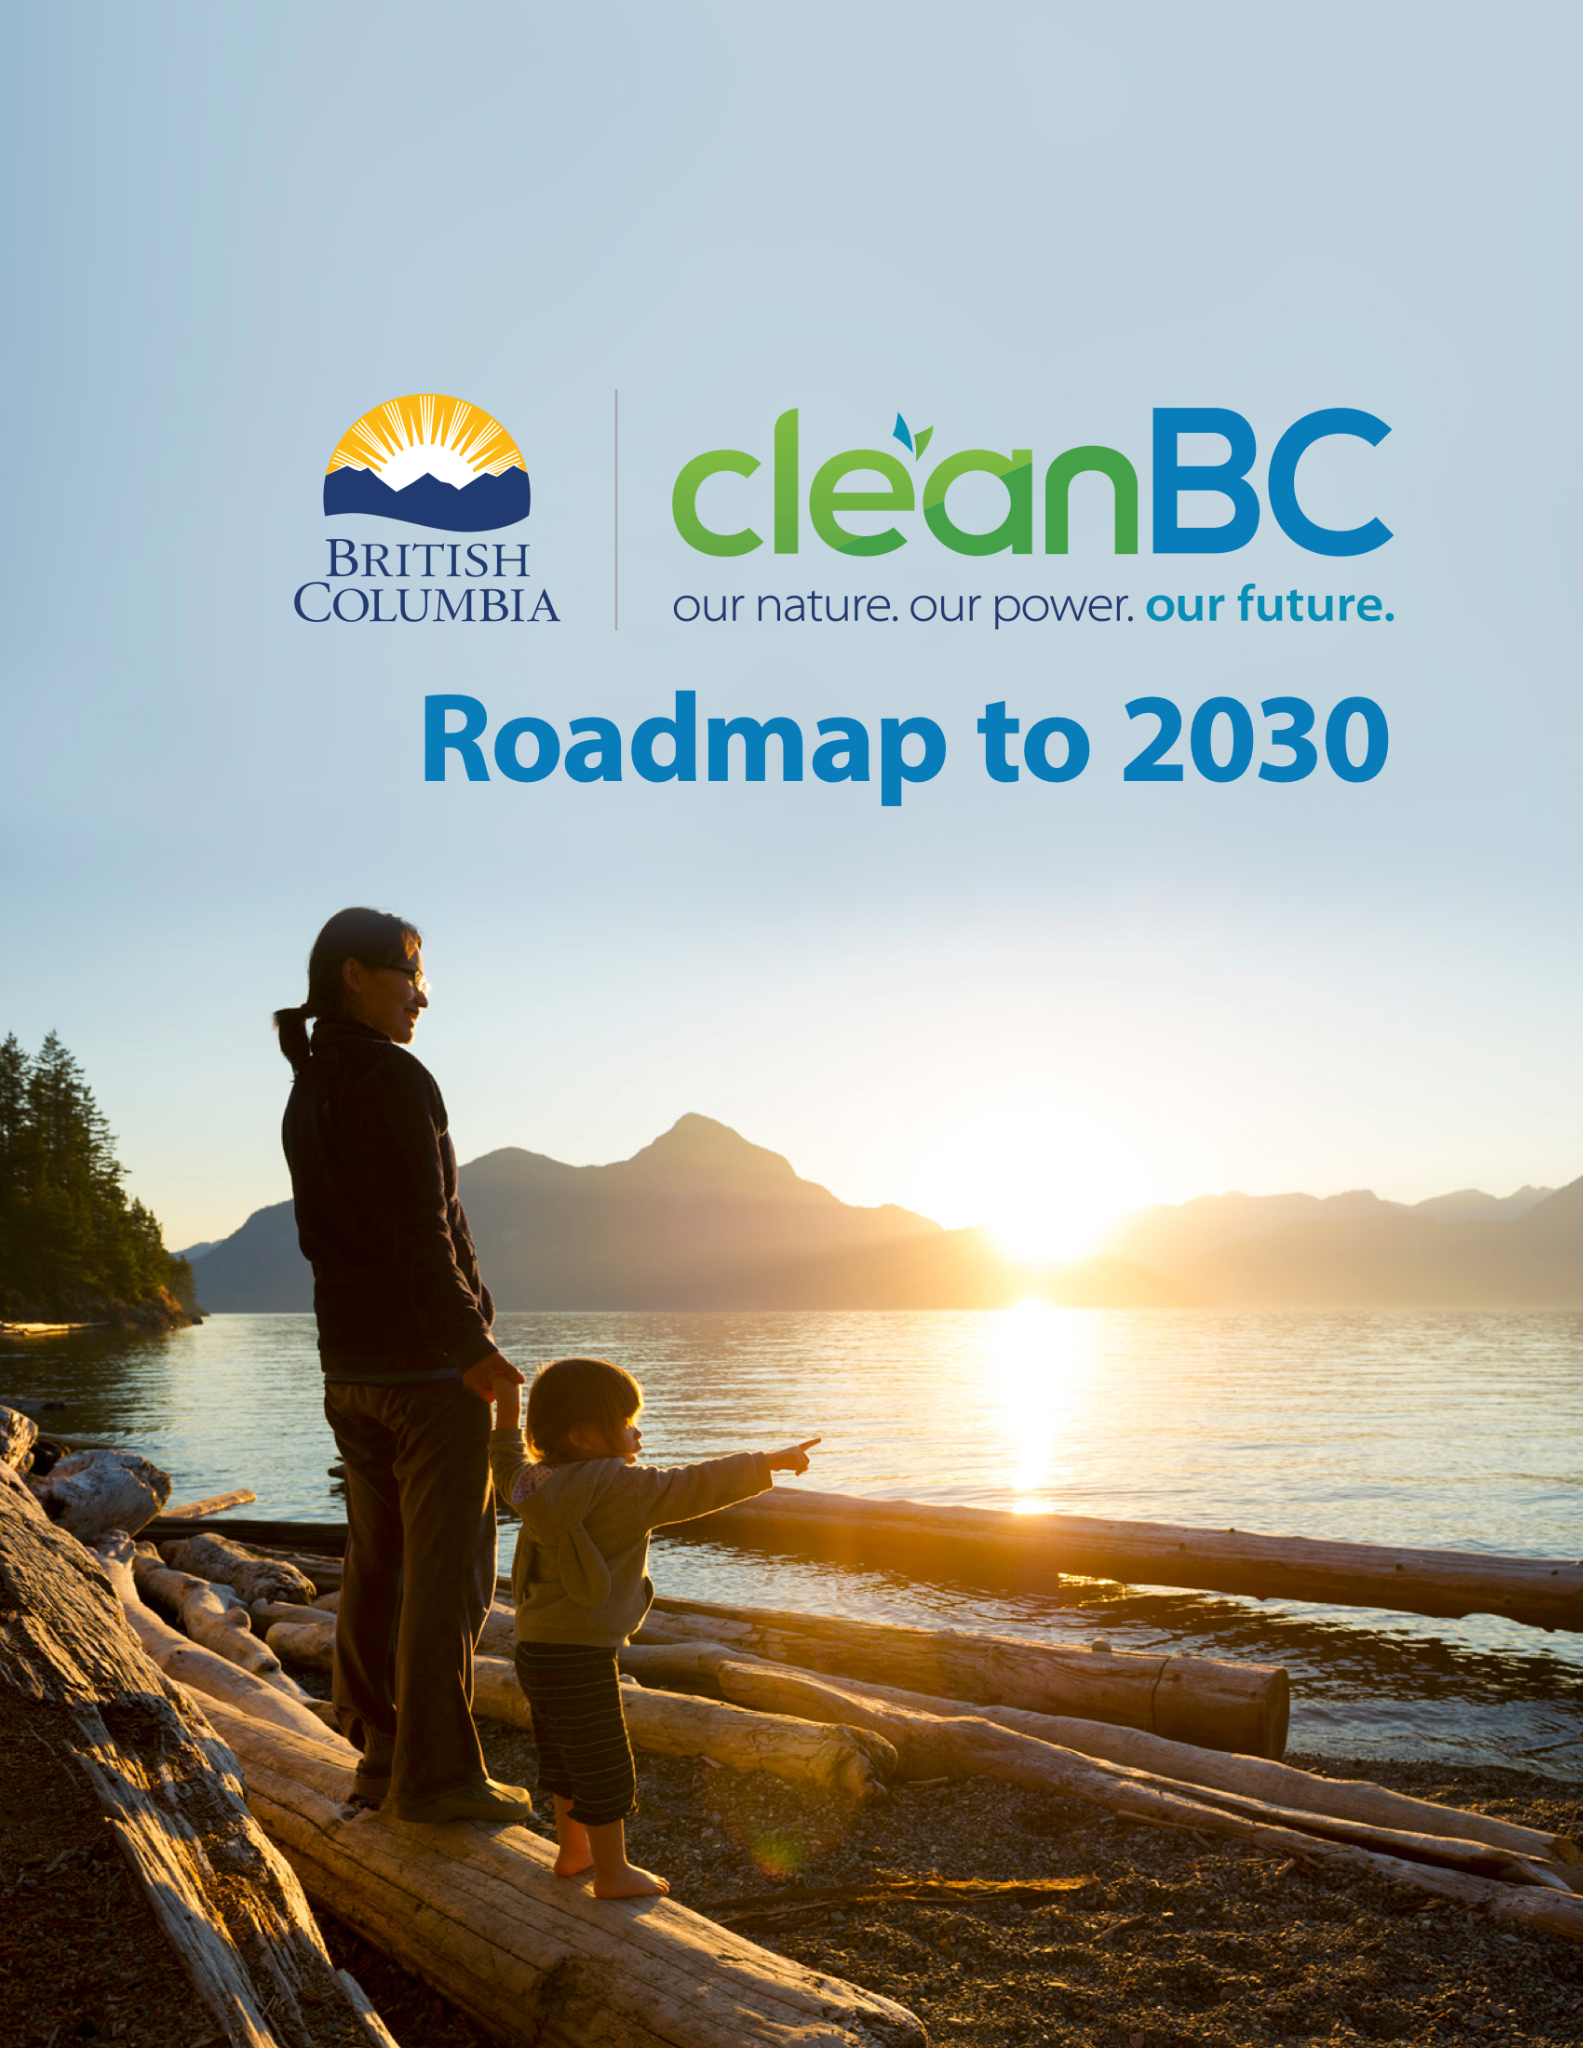 BRITISH
COLUMBIA
cleanBC
our nature. our power. our future.
Roadmap to 2030